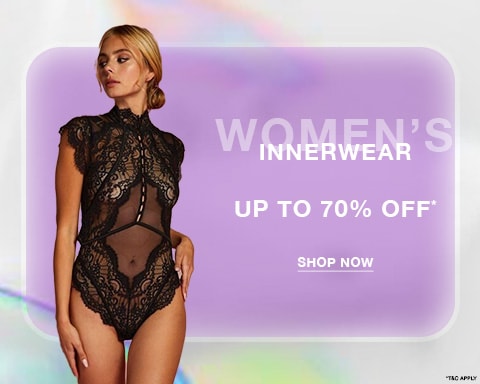 WOMEN'S
INNERWEAR
UP TO 70% OFF*
SHOP NOW
*T&C APPLY